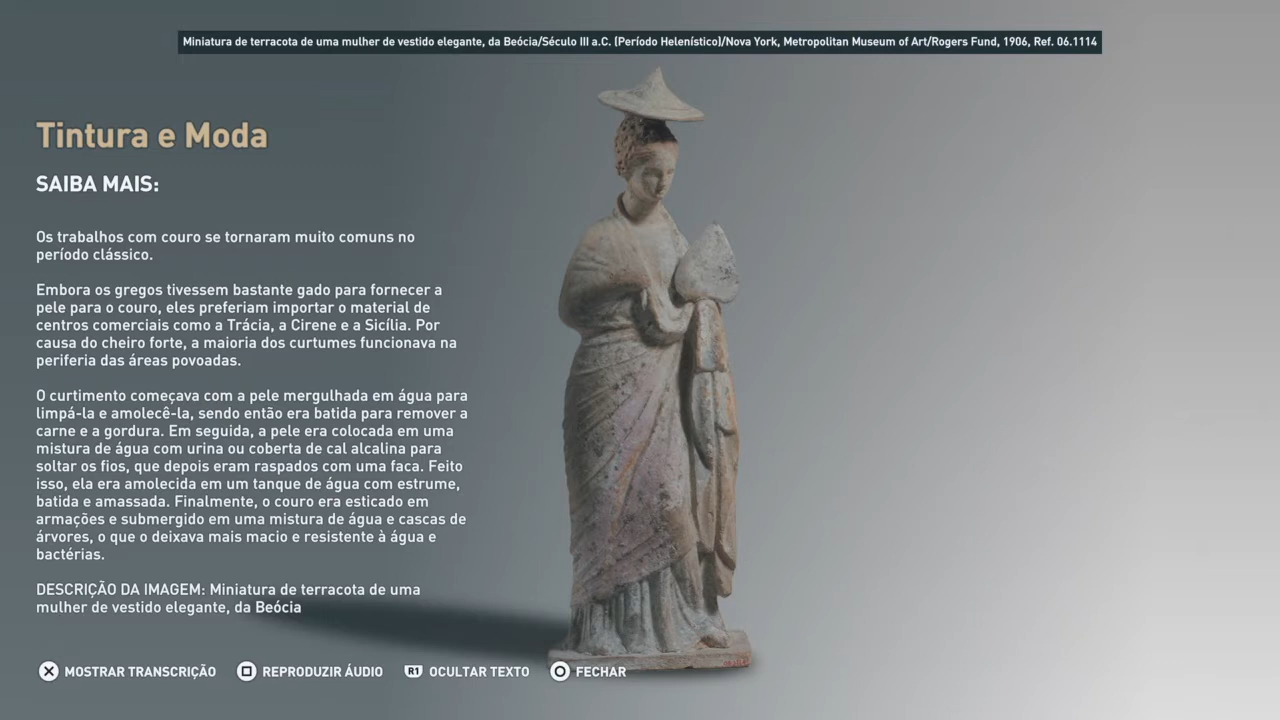 Miniatura de terracota de uma mulher de vestido elegante, da Beócia/Século III a.C. (Período Helenístico)/Nova York, Metropolitan Museum of Art/Rogers Fund, 1906, Ref. 06.1114
Tintura e Moda
SAIBA MAIS:
Os trabalhos com couro se tornaram muito comuns no
período clássico.
Embora os gregos tivessem bastante gado para fornecer a
pele para o couro, eles preferiam importar o material de
centros comerciais como a Trácia, a Cirene e a Sicília. Por
causa do cheiro forte, a maioria dos curtumes funcionava na
periferia das áreas povoadas.
O curtimento começava com a pele mergulhada em água para
limpá-la e amolecê-la, sendo então era batida para remover a
carne e a gordura. Em seguida, a pele era colocada em uma
mistura de água com urina ou coberta de cal alcalina para
soltar os fios, que depois eram raspados com uma faca. Feito
isso, ela era amolecida em um tanque de água com estrume,
batida e amassada. Finalmente, o couro era esticado em
armações e submergido em uma mistura de água e cascas de
árvores, o que o deixava mais macio e resistente à água e
bactérias.
DESCRIÇÃO DA IMAGEM: Miniatura de terracota de uma
mulher de vestido elegante, da Beócia
MOSTRAR TRANSCRIÇÃO REPRODUZIR ÁUDIO R1 OCULTAR TEXTO FECHAR